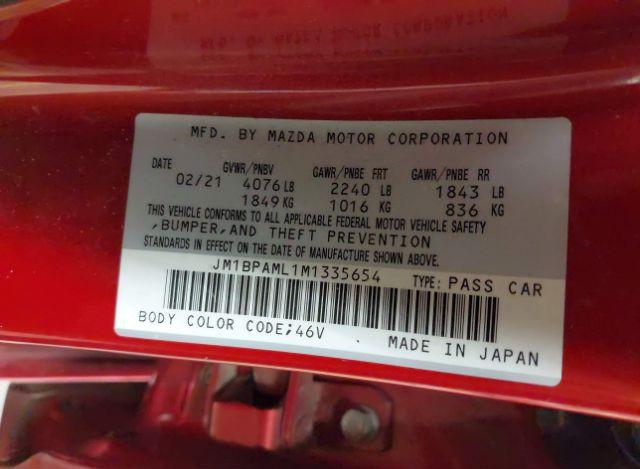 MFD. BY MAZDA MOTOR CORPORATION
DATE GVWR/PNBV GAWR/PNBE FRT GAWR/PNBE RR
02/21 4076 LB 2240 LB 1843 LB
1849 KG 1016 KG 836 KG
THIS VEHICLE CONFORMS TO ALL APPLICABLE FEDERAL MOTOR VEHICLE SAFETY
,BUMPER,AND THEFT PREVENTION
STANDARDS IN EFFECT ON THE DATE OF MANUFACTURE SHOWN ABOVE.
JM1BPAML1M1335654 TYPE: PASS CAR
BODY COLOR CODE;46V MADE IN JAPAN